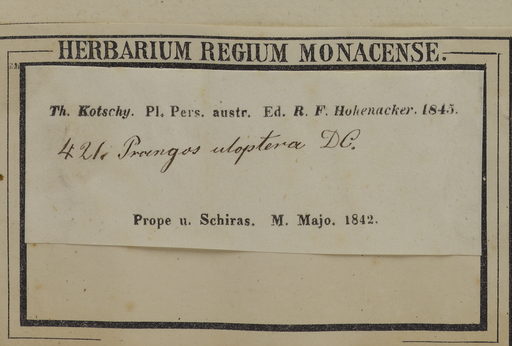 HERBARIUM REGIUM MONACENSE.
Th. Kotschy. Pl. Pers. austr. Ed. R. F. Hohenacker. 1845.
421. Prangos uloptera DC.
Prope u. Schiras. M. Majo. 1842.